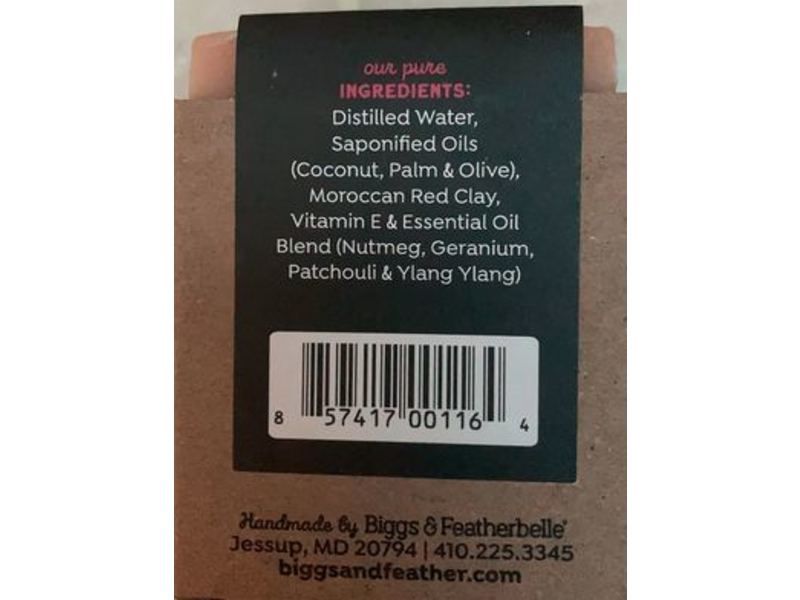 our pure
INGREDIENTS:
Distilled Water,
Saponified Oils
(Coconut, Palm & Olive),
Moroccan Red Clay,
Vitamin E & Essential Oil
Blend (Nutmeg, Geranium,
Patchouli & Ylang Ylang)
8 57417 00116 4
Handmade by Biggs & Featherbelle®
Jessup, MD 20794 | 410.225.3345
biggsandfeather.com